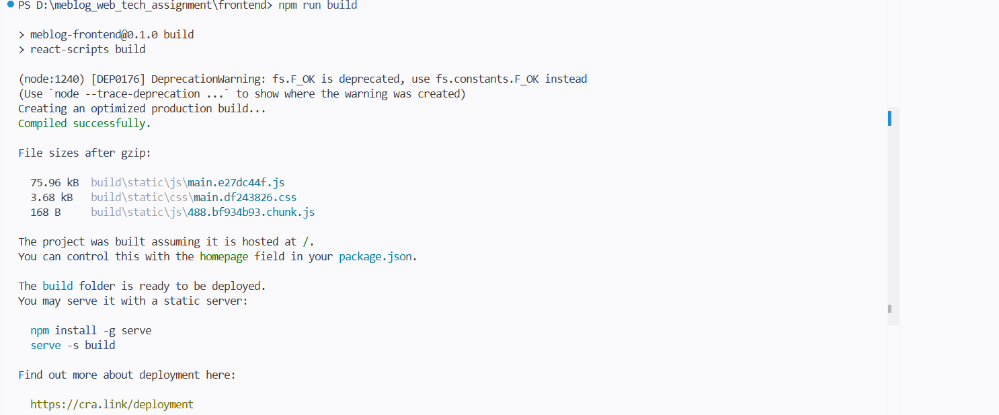 PS D:\meblog_web_tech_assignment\frontend> npm run build
> meblog-frontend@0.1.0 build
> react-scripts build
(node:1240) [DEP0176] DeprecationWarning: fs.F_OK is deprecated, use fs.constants.F_OK instead
(Use `node --trace-deprecation ...` to show where the warning was created)
Creating an optimized production build...
Compiled successfully.
File sizes after gzip:
75.96 kB  build\static\js\main.e27dc44f.js
3.68 kB   build\static\css\main.df243826.css
168 B     build\static\js\488.bf934b93.chunk.js
The project was built assuming it is hosted at /.
You can control this with the homepage field in your package.json.
The build folder is ready to be deployed.
You may serve it with a static server:
npm install -g serve
serve -s build
Find out more about deployment here:
https://cra.link/deployment